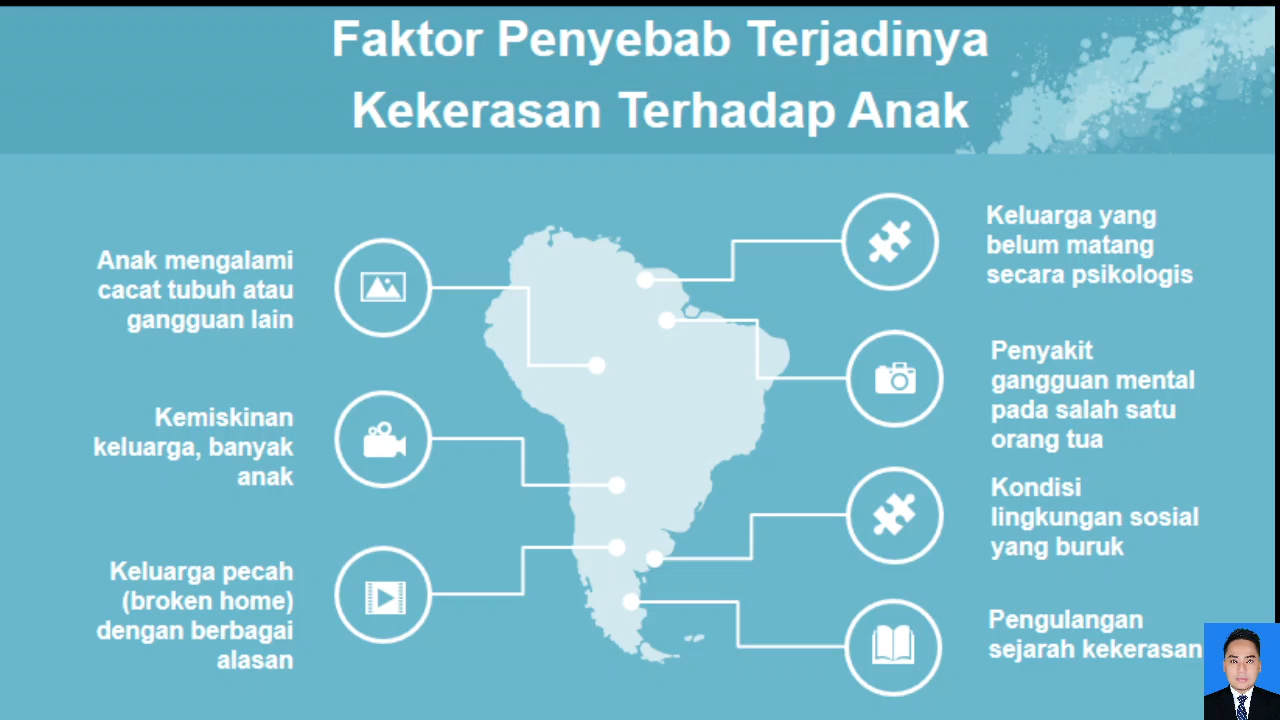 Faktor Penyebab Terjadinya
Kekerasan Terhadap Anak
Anak mengalami
cacat tubuh atau
gangguan lain
Kemiskinan
keluarga, banyak
anak
Keluarga pecah
(broken home)
dengan berbagai
alasan
Keluarga yang
belum matang
secara psikologis
Penyakit
gangguan mental
pada salah satu
orang tua
Kondisi
lingkungan sosial
yang buruk
Pengulangan
sejarah kekerasan